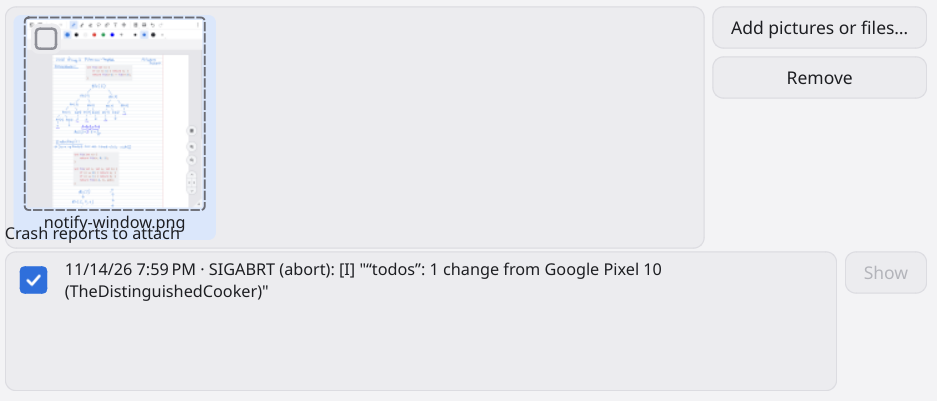 Add pictures or files...
Remove
notify-window.png
Crash reports to attach
11/14/26 7:59 PM · SIGABRT (abort): [I] "“todos”: 1 change from Google Pixel 10
(TheDistinguishedCooker)"
Show